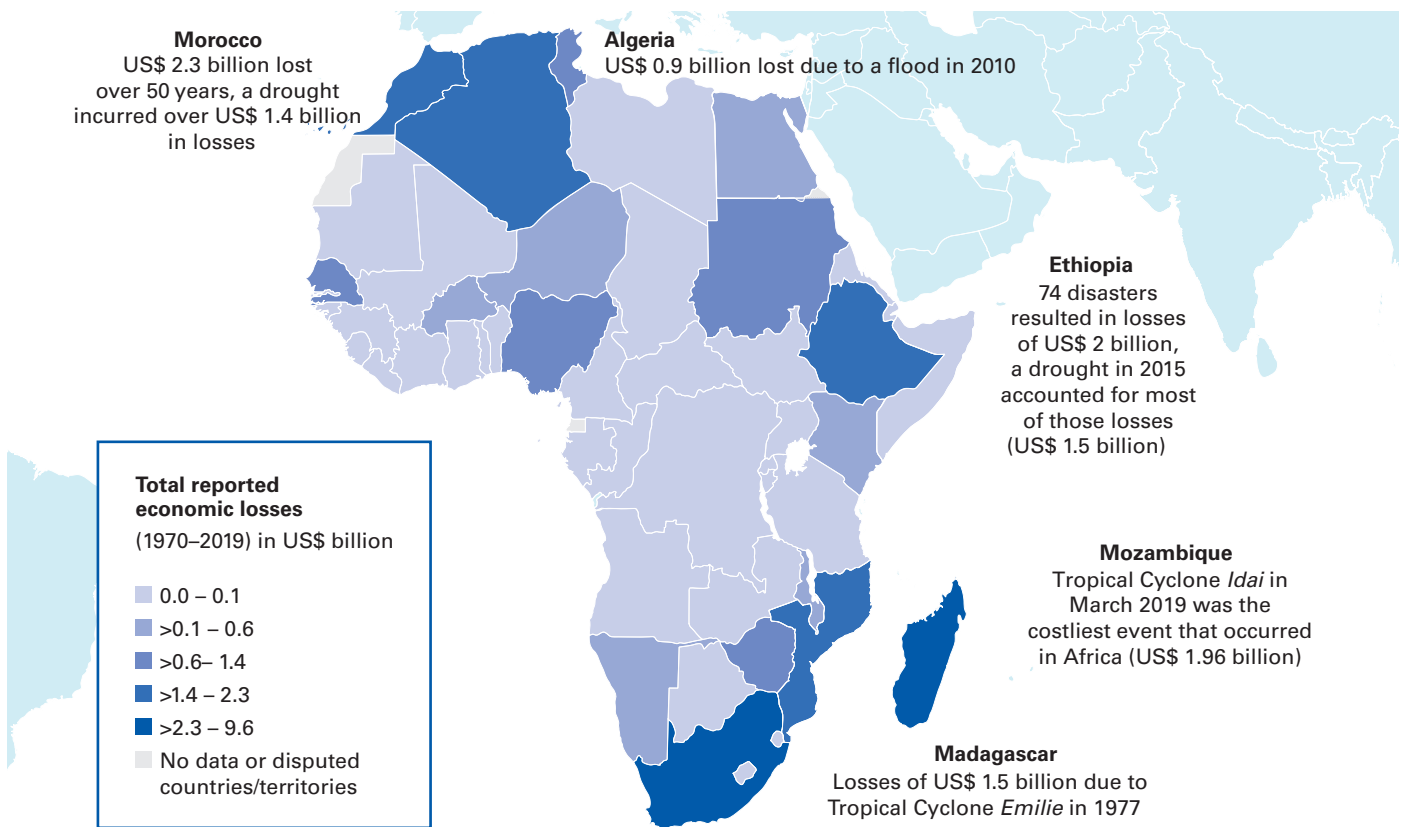 Morocco
US$ 2.3 billion lost
over 50 years, a drought
incurred over US$ 1.4 billion
in losses
Algeria
US$ 0.9 billion lost due to a flood in 2010
Ethiopia
74 disasters
resulted in losses
of US$ 2 billion,
a drought in 2015
accounted for most
of those losses
(US$ 1.5 billion)
Total reported
economic losses
(1970–2019) in US$ billion
0.0 – 0.1
>0.1 – 0.6
>0.6– 1.4
>1.4 – 2.3
>2.3 – 9.6
No data or disputed
countries/territories
Mozambique
Tropical Cyclone Idai in
March 2019 was the
costliest event that occurred
in Africa (US$ 1.96 billion)
Madagascar
Losses of US$ 1.5 billion due to
Tropical Cyclone Emilie in 1977